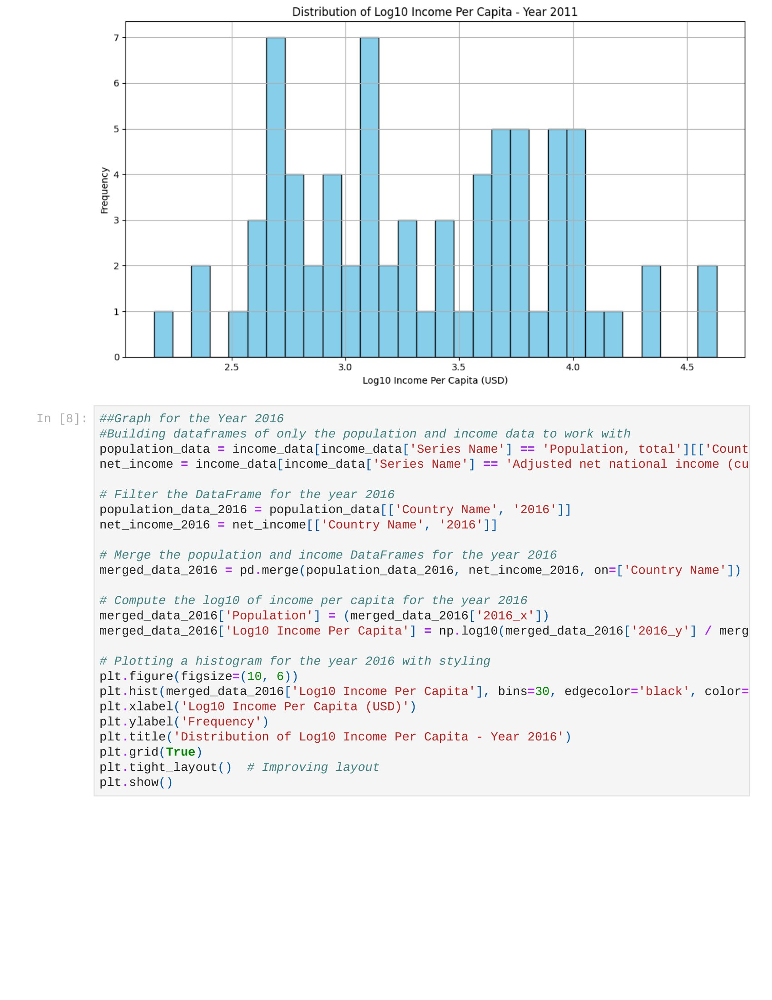 Distribution of Log10 Income Per Capita - Year 2011
7
6
5
4
3
2
1
0
Frequency
2.5 3.0 3.5 4.0 4.5
Log10 Income Per Capita (USD)
In [8]:
##Graph for the Year 2016
#Building dataframes of only the population and income data to work with
population_data = income_data[income_data['Series Name'] == 'Population, total'][['Count
net_income = income_data[income_data['Series Name'] == 'Adjusted net national income (cu
# Filter the DataFrame for the year 2016
population_data_2016 = population_data[['Country Name', '2016']]
net_income_2016 = net_income[['Country Name', '2016']]
# Merge the population and income DataFrames for the year 2016
merged_data_2016 = pd.merge(population_data_2016, net_income_2016, on=['Country Name'])
# Compute the log10 of income per capita for the year 2016
merged_data_2016['Population'] = (merged_data_2016['2016_x'])
merged_data_2016['Log10 Income Per Capita'] = np.log10(merged_data_2016['2016_y'] / merg
# Plotting a histogram for the year 2016 with styling
plt.figure(figsize=(10, 6))
plt.hist(merged_data_2016['Log10 Income Per Capita'], bins=30, edgecolor='black', color=
plt.xlabel('Log10 Income Per Capita (USD)')
plt.ylabel('Frequency')
plt.title('Distribution of Log10 Income Per Capita - Year 2016')
plt.grid(True)
plt.tight_layout()  # Improving layout
plt.show()